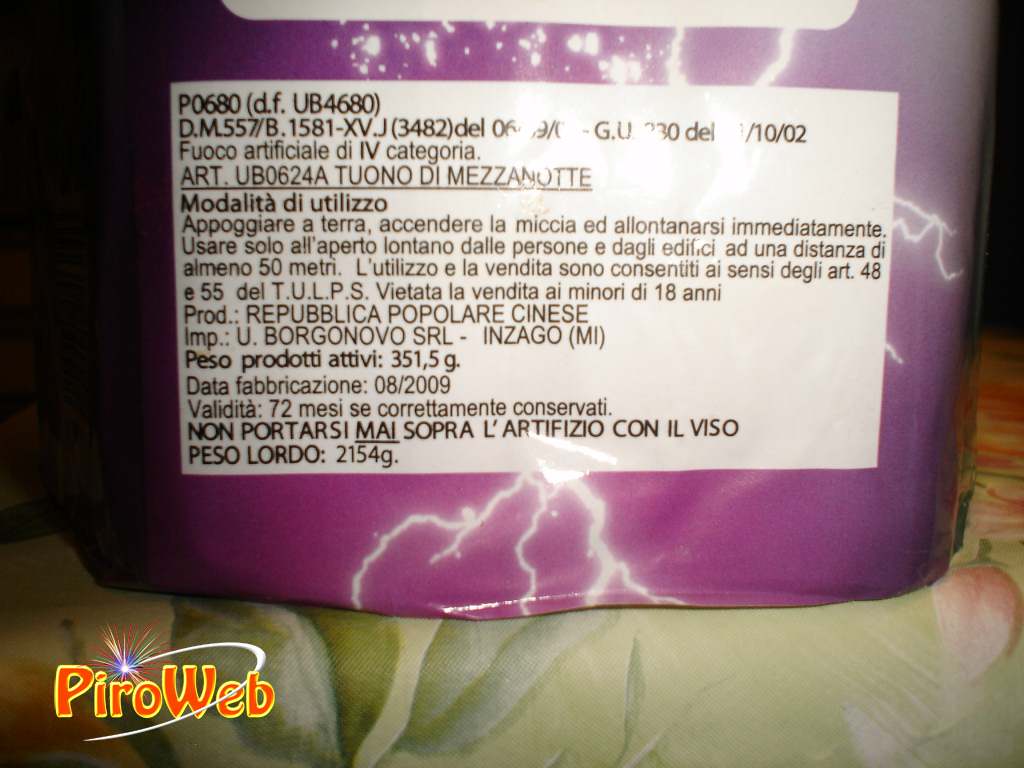 P0680 (d.f. UB4680)
D.M.557/B.1581-XV.J(3482)del - G.U. del /10/02
Fuoco artificiale di IV categoria.
ART. UB0624A TUONO DI MEZZANOTTE
Modalità di utilizzo
Appoggiare a terra, accendere la miccia ed allontanarsi immediatamente.
Usare solo all'aperto lontano dalle persone e dagli edifici ad una distanza di
almeno 50 metri. L'utilizzo e la vendita sono consentiti ai sensi degli art. 48
e 55 del T.U.L.P.S. Vietata la vendita ai minori di 18 anni
Prod.: REPUBBLICA POPOLARE CINESE
Imp.: U. BORGONOVO SRL - INZAGO (MI)
Peso prodotti attivi: 351,5 g.
Data fabbricazione: 08/2009
Validità: 72 mesi se correttamente conservati.
NON PORTARSI MAI SOPRA L'ARTIFIZIO CON IL VISO
PESO LORDO: 2154g.
PiroWeb